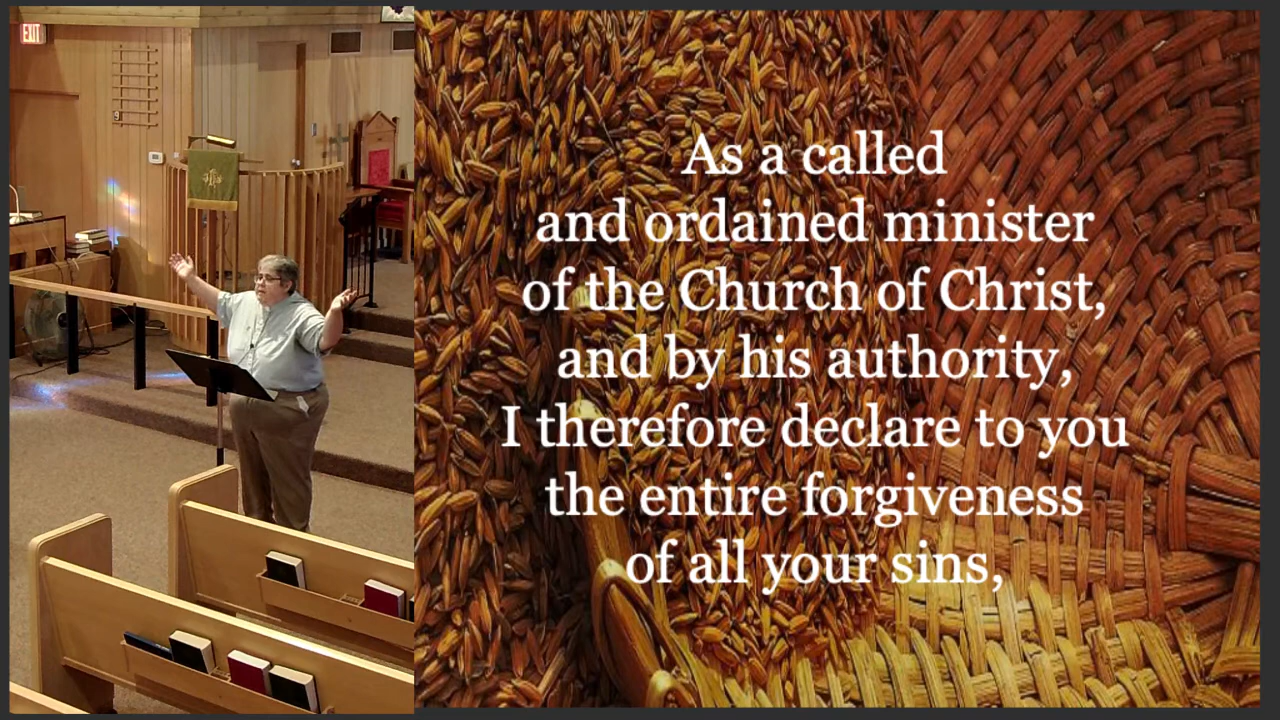 EXIT
As a called
and ordained minister
of the Church of Christ,
and by his authority,
I therefore declare to you
the entire forgiveness
of all your sins,